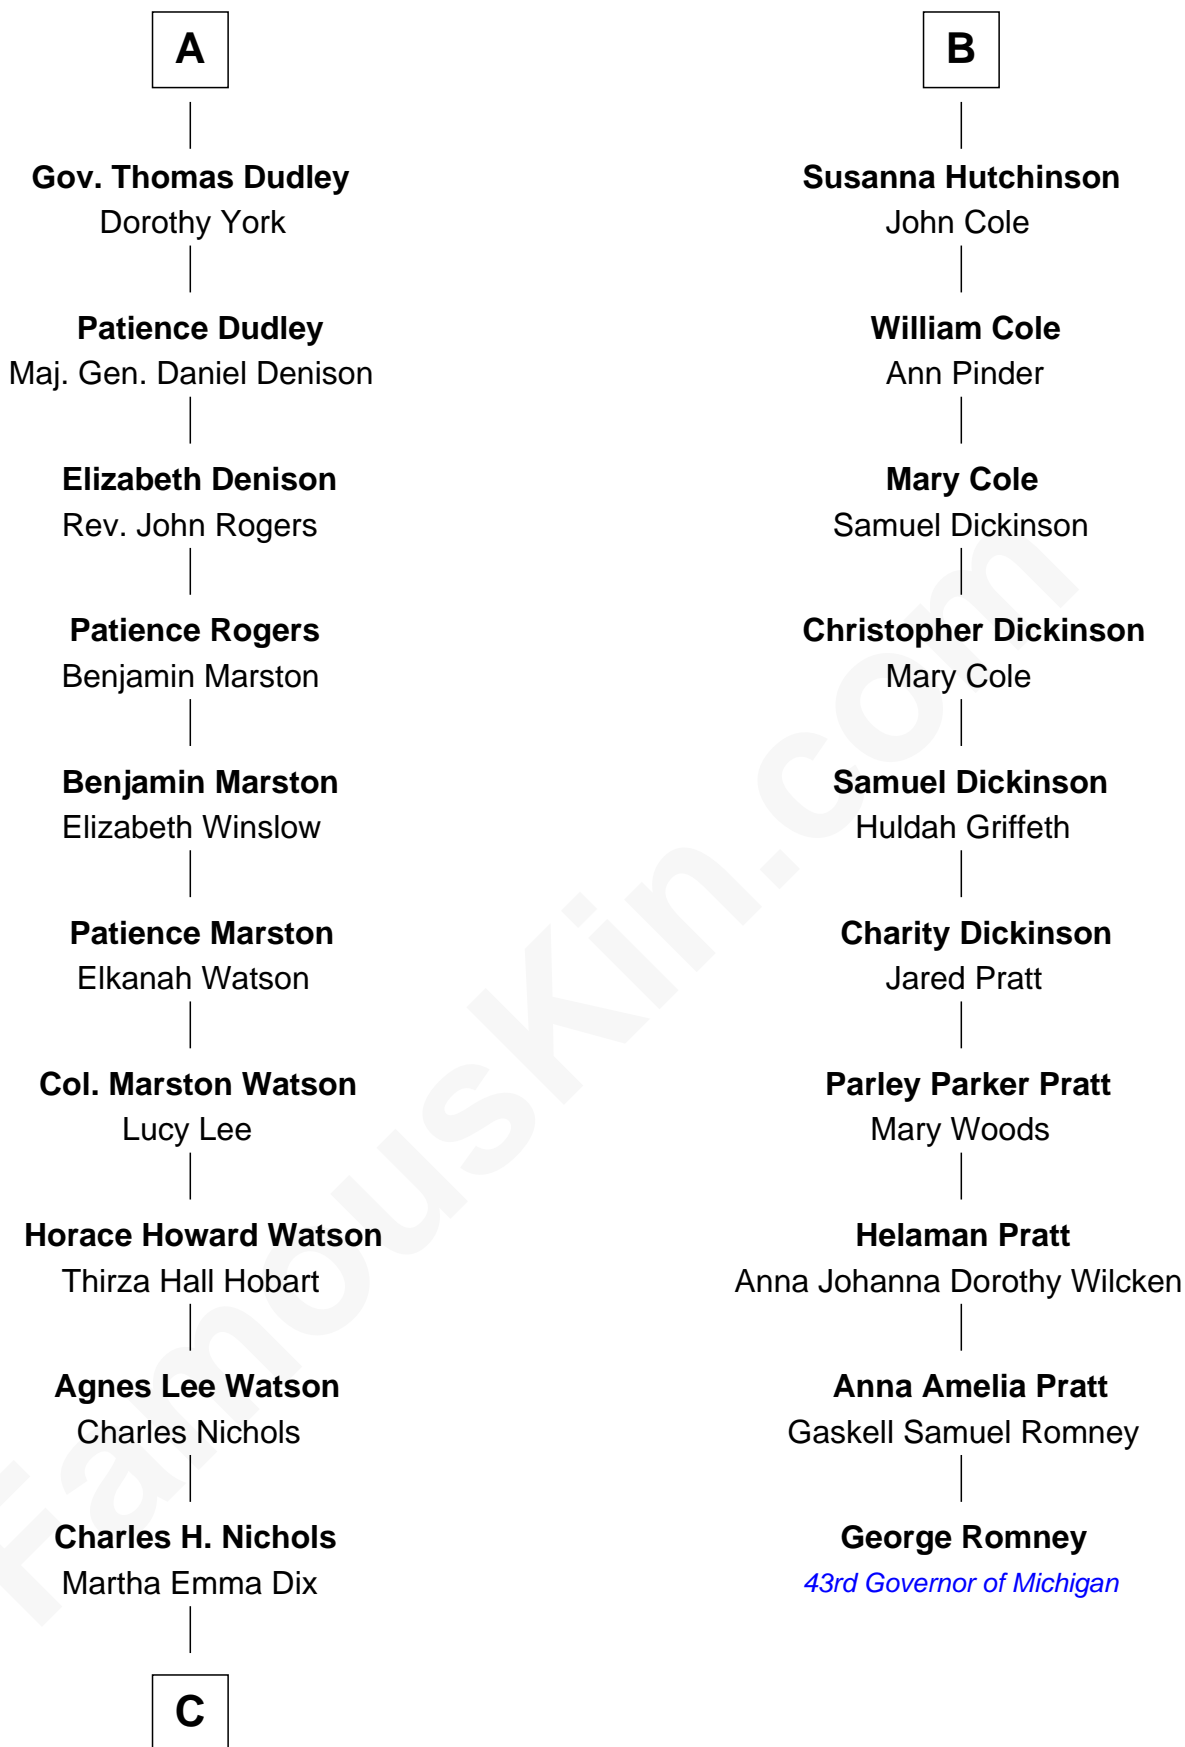 A
Gov. Thomas Dudley
Dorothy York
Patience Dudley
Maj. Gen. Daniel Denison
Elizabeth Denison
Rev. John Rogers
Patience Rogers
Benjamin Marston
Benjamin Marston
Elizabeth Winslow
Patience Marston
Elkanah Watson
Col. Marston Watson
Lucy Lee
Horace Howard Watson
Thirza Hall Hobart
Agnes Lee Watson
Charles Nichols
Charles H. Nichols
Martha Emma Dix
C
B
Susanna Hutchinson
John Cole
William Cole
Ann Pinder
Mary Cole
Samuel Dickinson
Christopher Dickinson
Mary Cole
Samuel Dickinson
Huldah Griffeth
Charity Dickinson
Jared Pratt
Parley Parker Pratt
Mary Woods
Helaman Pratt
Anna Johanna Dorothy Wilcken
Anna Amelia Pratt
Gaskell Samuel Romney
George Romney
43rd Governor of Michigan
FamousKin.com